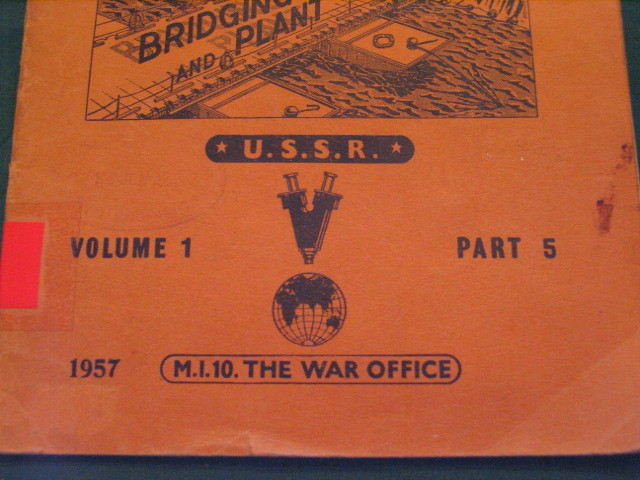 BRIDGING
AND PLANT
U.S.S.R.
VOLUME 1
PART 5
1957
M.I.10. THE WAR OFFICE